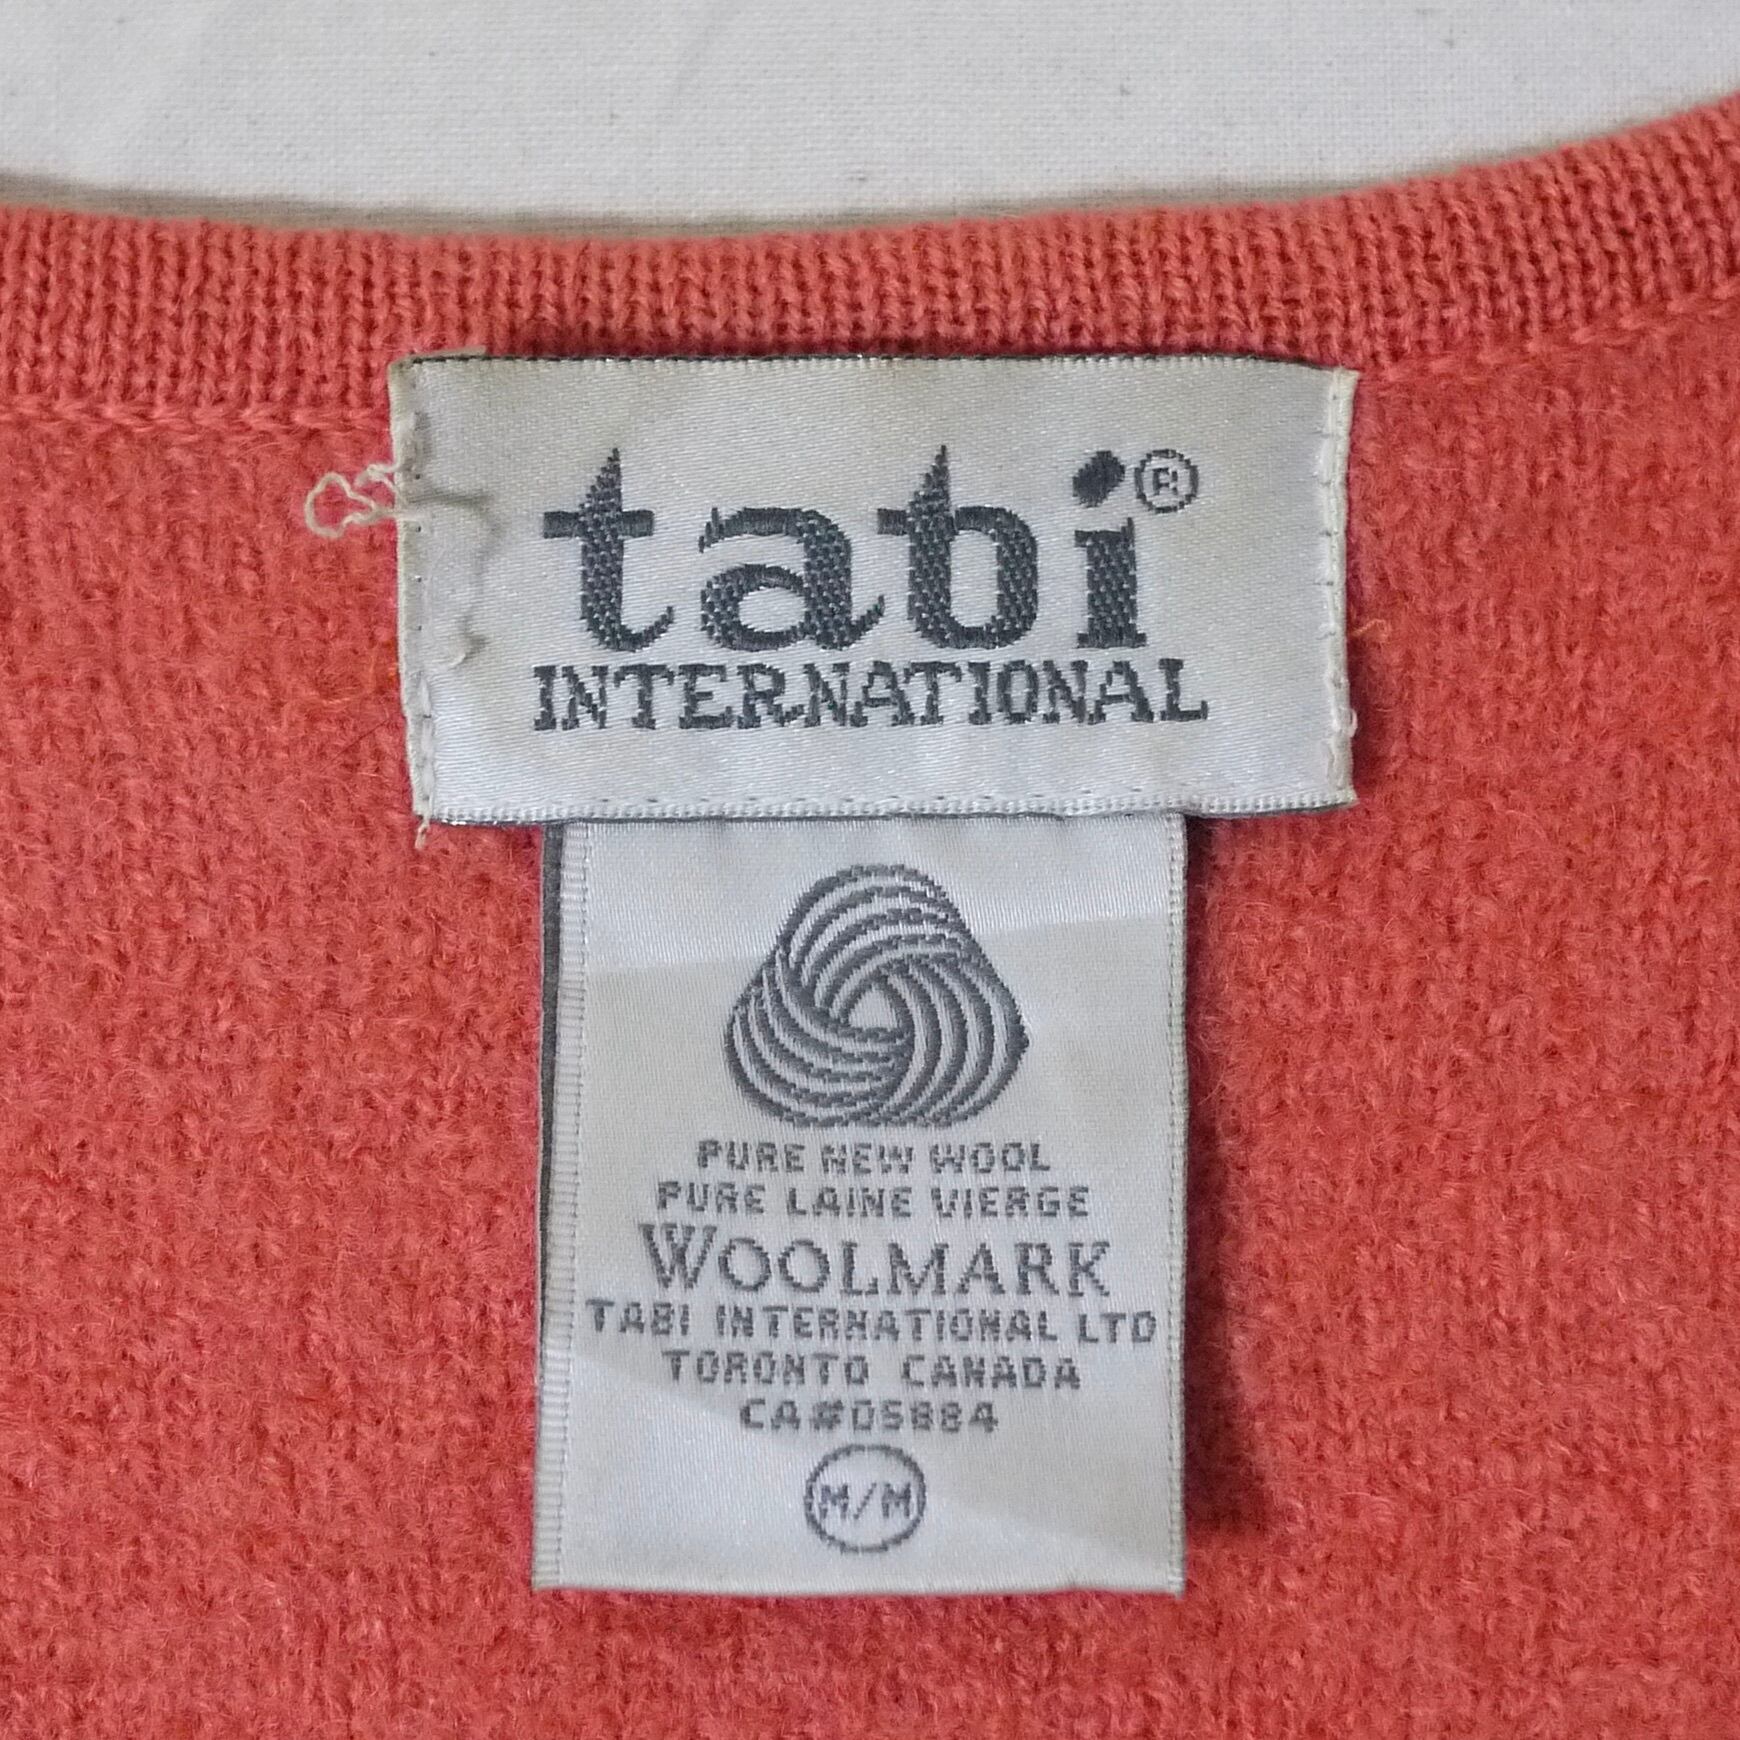 tabi®
INTERNATIONAL
PURE NEW WOOL
PURE LAINE VIERGE
WOOLMARK
TABI INTERNATIONAL LTD
TORONTO CANADA
CA#05884
M/M